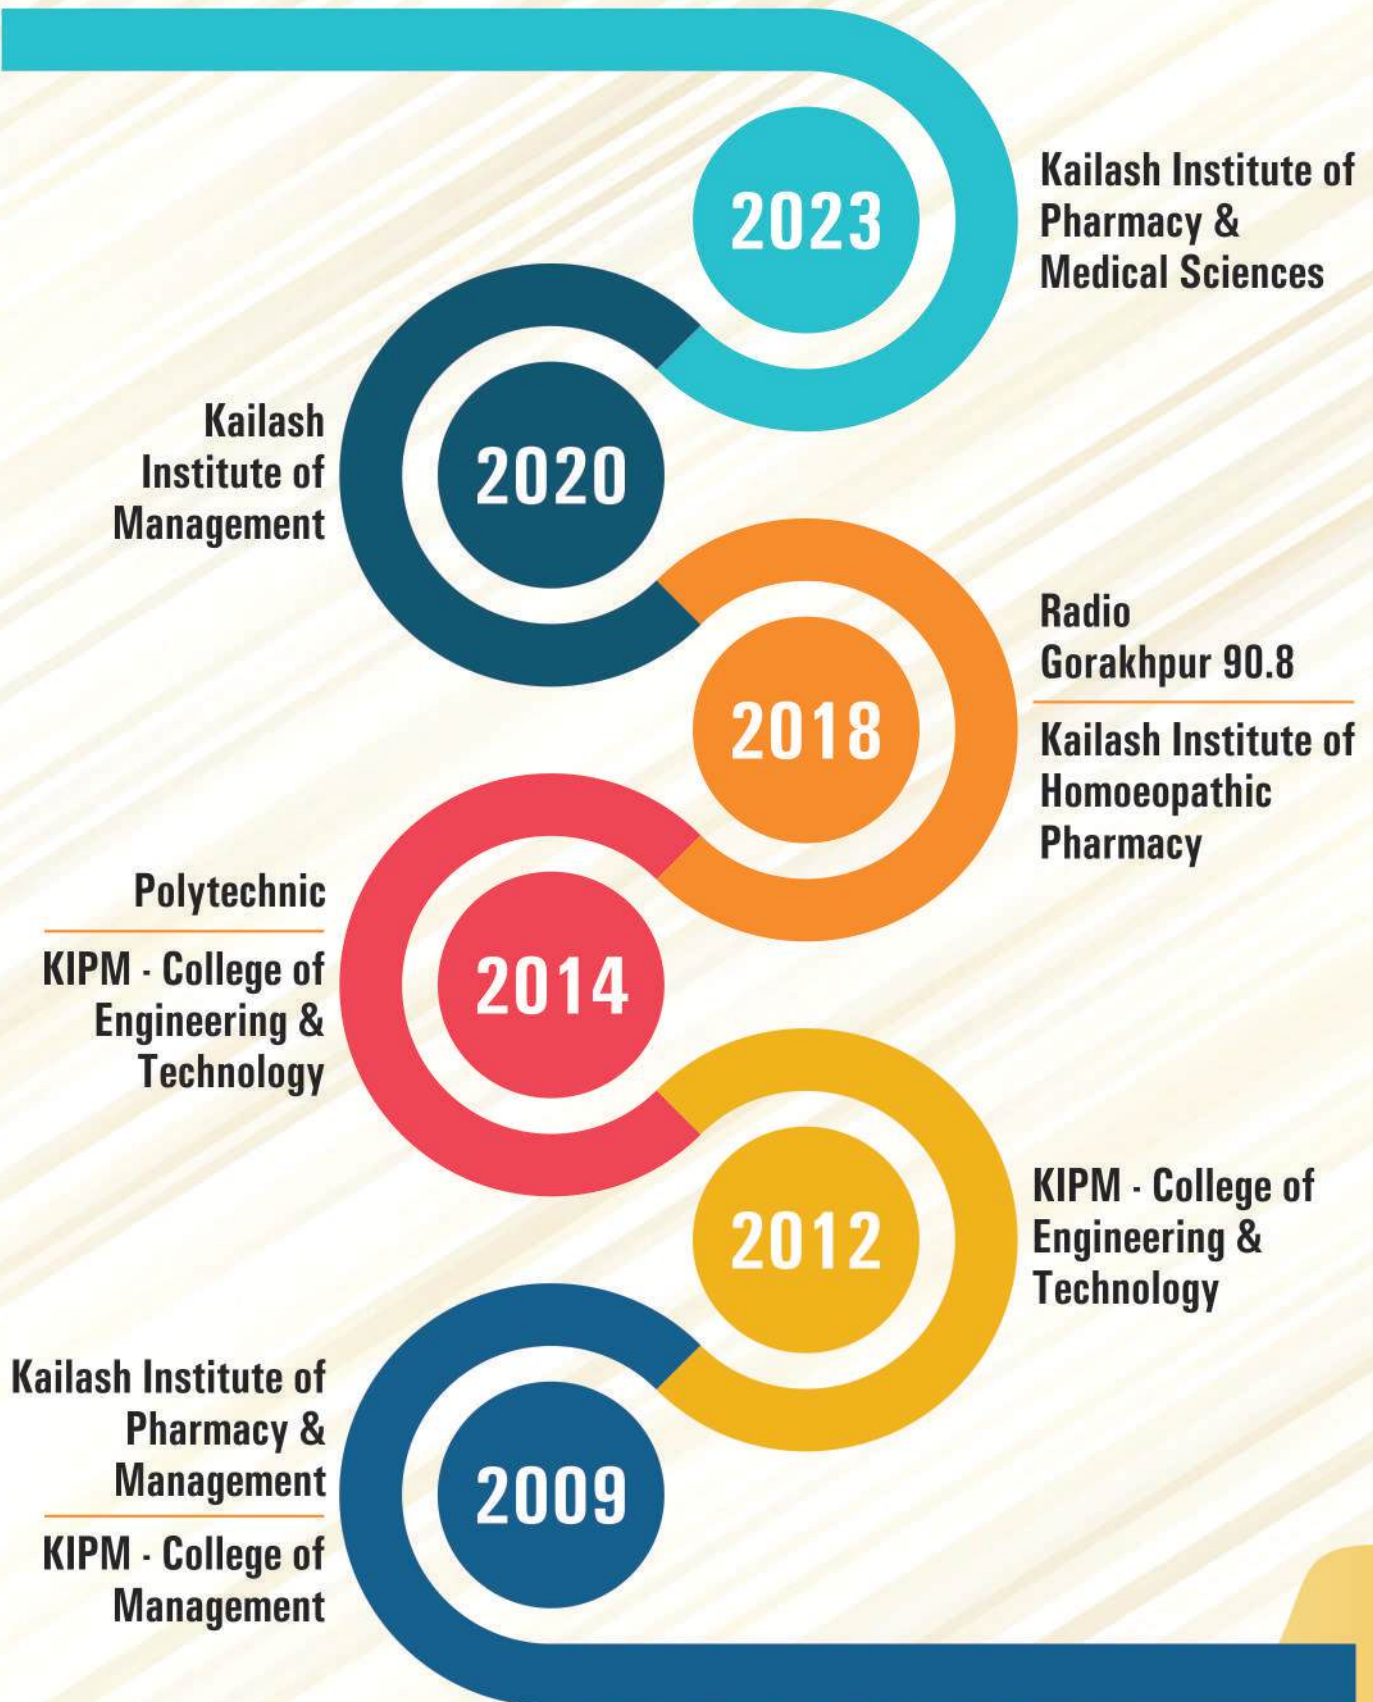 2023
Kailash Institute of
Pharmacy &
Medical Sciences
Kailash
Institute of
Management
2020
Radio
Gorakhpur 90.8
2018
Kailash Institute of
Homoeopathic
Pharmacy
Polytechnic
KIPM - College of
Engineering &
Technology
2014
KIPM - College of
Engineering &
Technology
2012
Kailash Institute of
Pharmacy &
Management
2009
KIPM - College of
Management